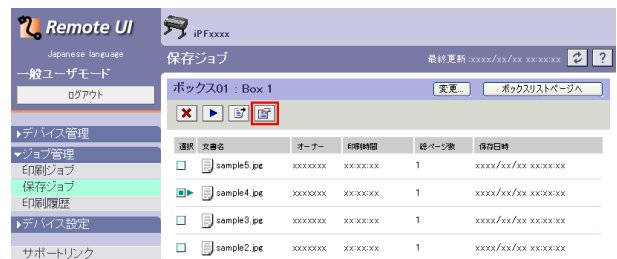 Remote UI
Japanese language
一般ユーザモード
ログアウト
▶デバイス管理
▼ジョブ管理
印刷ジョブ
保存ジョブ
印刷履歴
▶デバイス設定
サポートリンク
iPFxxxx
保存ジョブ
最終更新 :xxxx/xx/xx xx:xx:xx
?
ボックス01 : Box 1
変更...
ボックスリストページへ
選択 文書名 オーナー 印刷時間 総ページ数 保存日時
sample5.jpg xxxxxxx xx:xx:xx 1 xxxx/xx/xx xx:xx:xx
sample4.jpg xxxxxxx xx:xx:xx 1 xxxx/xx/xx xx:xx:xx
sample3.jpg xxxxxxx xx:xx:xx 1 xxxx/xx/xx xx:xx:xx
sample2.jpg xxxxxxx xx:xx:xx 1 xxxx/xx/xx xx:xx:xx